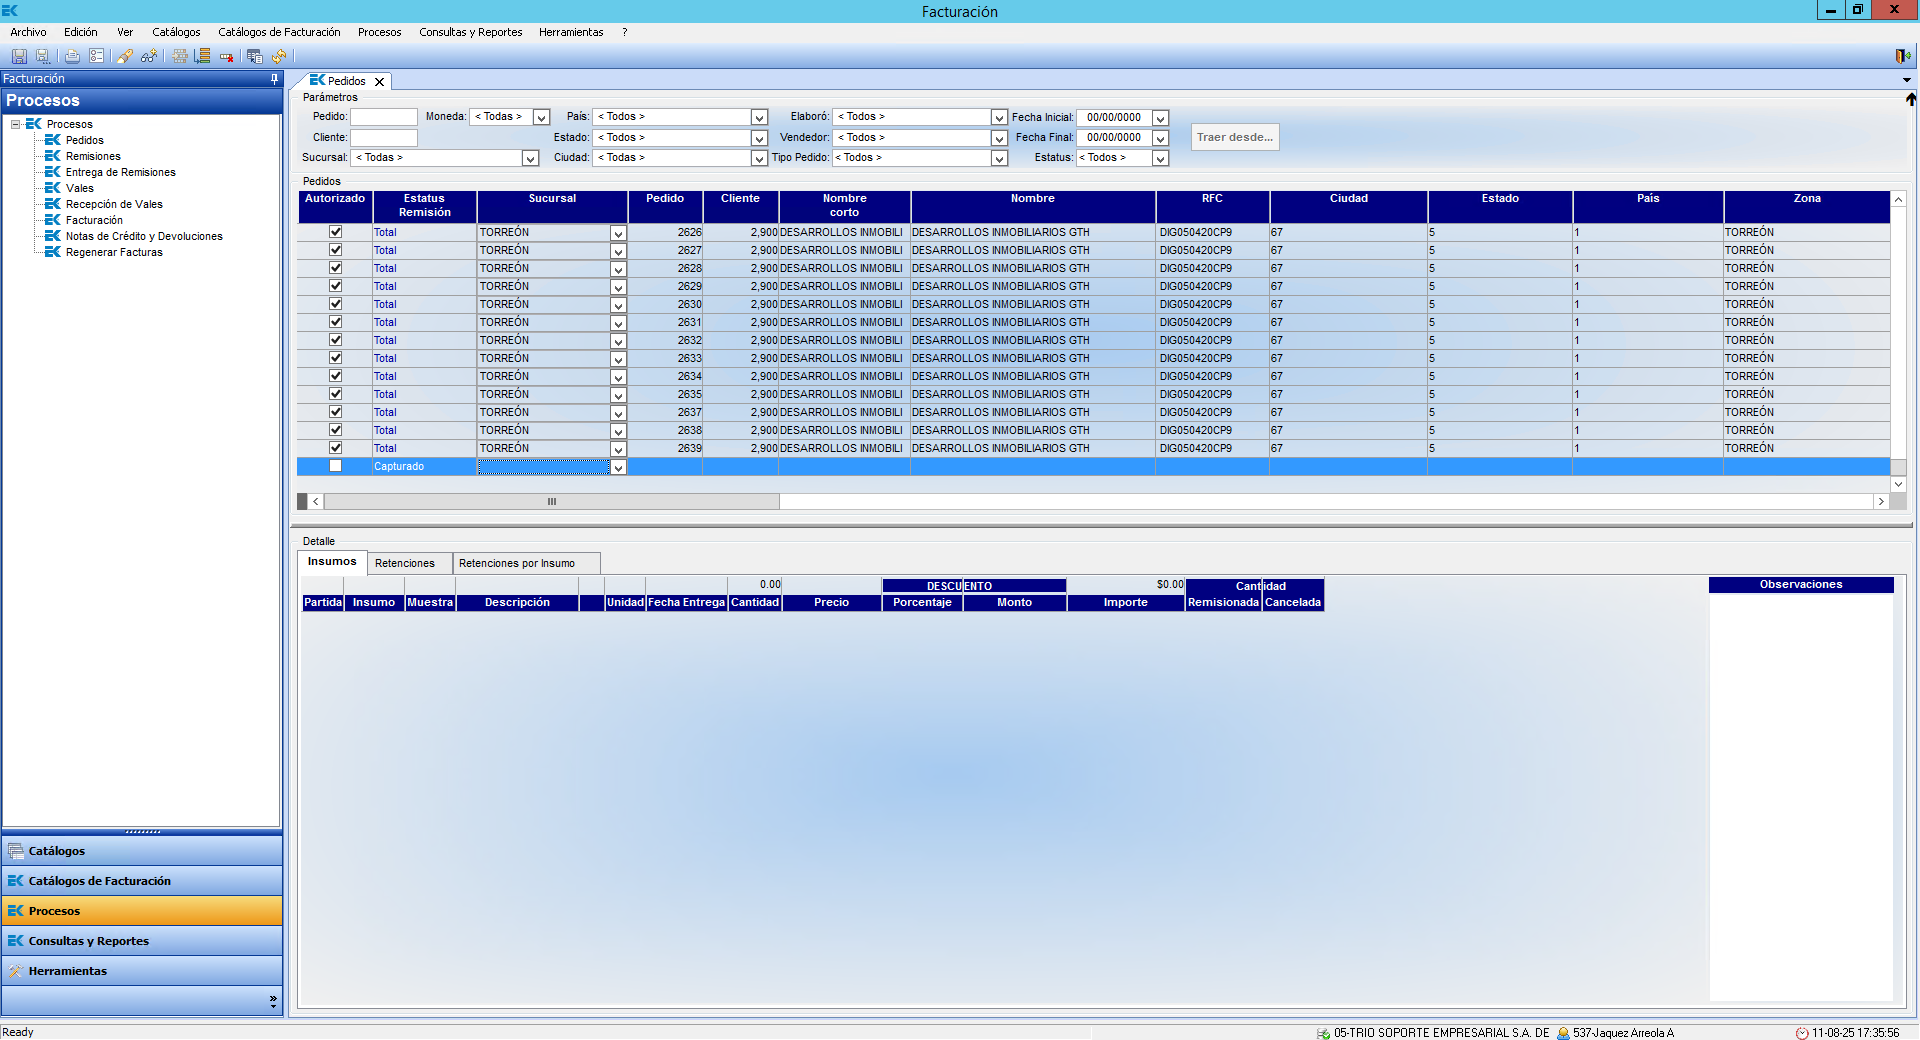 Facturación
Archivo Edición Ver Catálogos Catálogos de Facturación Procesos Consultas y Reportes Herramientas ?
Facturación
Procesos
Procesos
Pedidos
Remisiones
Entrega de Remisiones
Vales
Recepción de Vales
Facturación
Notas de Crédito y Devoluciones
Regenerar Facturas
Catálogos
Catálogos de Facturación
Procesos
Consultas y Reportes
Herramientas
Pedidos
Parámetros
Pedido: Moneda: < Todas > País: < Todos > Elaboró: < Todos > Fecha Inicial: 00/00/0000
Cliente: Estado: < Todos > Vendedor: < Todos > Fecha Final: 00/00/0000 Traer desde...
Sucursal: < Todas > Ciudad: < Todas > Tipo Pedido: < Todos > Estatus: < Todos >
Pedidos
Autorizado Estatus Remisión Sucursal Pedido Cliente Nombre corto Nombre RFC Ciudad Estado País Zona
Total TORREÓN 2626 2,900 DESARROLLOS INMOBILI DESARROLLOS INMOBILIARIOS GTH DIG050420CP9 67 5 1 TORREÓN
Total TORREÓN 2627 2,900 DESARROLLOS INMOBILI DESARROLLOS INMOBILIARIOS GTH DIG050420CP9 67 5 1 TORREÓN
Total TORREÓN 2628 2,900 DESARROLLOS INMOBILI DESARROLLOS INMOBILIARIOS GTH DIG050420CP9 67 5 1 TORREÓN
Total TORREÓN 2629 2,900 DESARROLLOS INMOBILI DESARROLLOS INMOBILIARIOS GTH DIG050420CP9 67 5 1 TORREÓN
Total TORREÓN 2630 2,900 DESARROLLOS INMOBILI DESARROLLOS INMOBILIARIOS GTH DIG050420CP9 67 5 1 TORREÓN
Total TORREÓN 2631 2,900 DESARROLLOS INMOBILI DESARROLLOS INMOBILIARIOS GTH DIG050420CP9 67 5 1 TORREÓN
Total TORREÓN 2632 2,900 DESARROLLOS INMOBILI DESARROLLOS INMOBILIARIOS GTH DIG050420CP9 67 5 1 TORREÓN
Total TORREÓN 2633 2,900 DESARROLLOS INMOBILI DESARROLLOS INMOBILIARIOS GTH DIG050420CP9 67 5 1 TORREÓN
Total TORREÓN 2634 2,900 DESARROLLOS INMOBILI DESARROLLOS INMOBILIARIOS GTH DIG050420CP9 67 5 1 TORREÓN
Total TORREÓN 2635 2,900 DESARROLLOS INMOBILI DESARROLLOS INMOBILIARIOS GTH DIG050420CP9 67 5 1 TORREÓN
Total TORREÓN 2637 2,900 DESARROLLOS INMOBILI DESARROLLOS INMOBILIARIOS GTH DIG050420CP9 67 5 1 TORREÓN
Total TORREÓN 2638 2,900 DESARROLLOS INMOBILI DESARROLLOS INMOBILIARIOS GTH DIG050420CP9 67 5 1 TORREÓN
Total TORREÓN 2639 2,900 DESARROLLOS INMOBILI DESARROLLOS INMOBILIARIOS GTH DIG050420CP9 67 5 1 TORREÓN
Capturado
Detalle
Insumos Retenciones Retenciones por Insumo
0.00 DESCUENTO $0.00 Cantidad Observaciones
Partida Insumo Muestra Descripción Unidad Fecha Entrega Cantidad Precio Porcentaje Monto Importe Remisionada Cancelada
Ready 05-TRIO SOPORTE EMPRESARIAL S.A. DE 537-Jaquez Arreola A 11-08-25 17:35:56